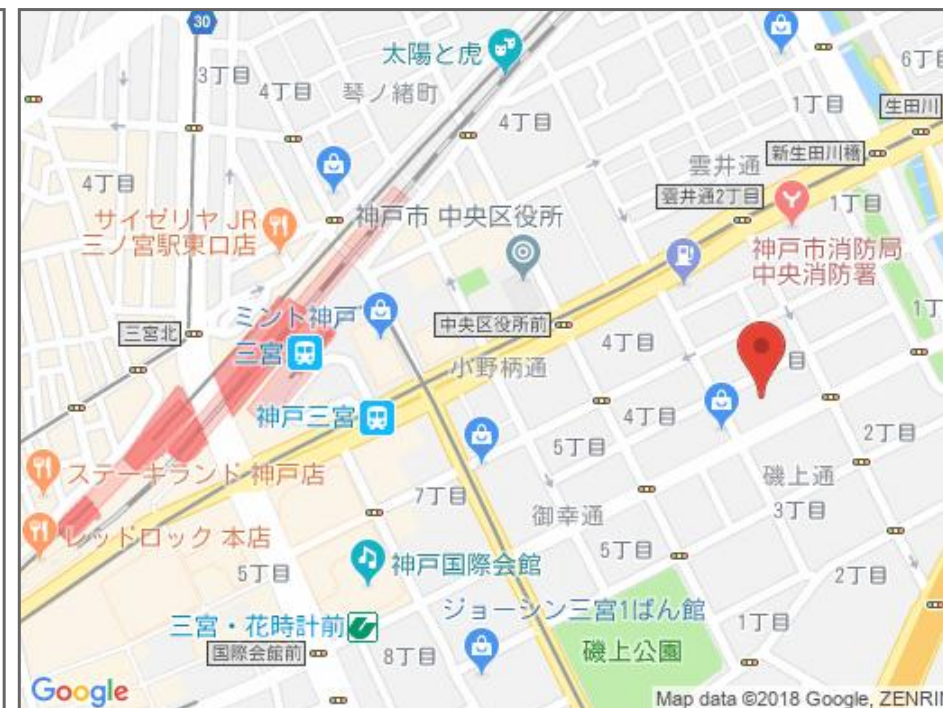 30
太陽と虎
6丁目
3丁目
4丁目
琴ノ緒町
1丁目
生田川
4丁目
新生田川橋
雲井通
4丁目
雲井通2丁目
1丁目
サイゼリヤ JR
三ノ宮駅東口店
神戸市 中央区役所
神戸市消防局
中央消防署
ミント神戸
三宮北
中央区役所前
三宮
4丁目
小野柄通
目
神戸三宮
4丁目
5丁目
2丁目
ステーキランド 神戸店
磯上通
7丁目
御幸通
3丁目
レッドロック 本店
5丁目
神戸国際会館
5丁目
2丁目
ジョーシン三宮1ばん館
三宮・花時計前
1丁目
国際会館前
8丁目
磯上公園
Google
Map data ©2018 Google, ZENRIN